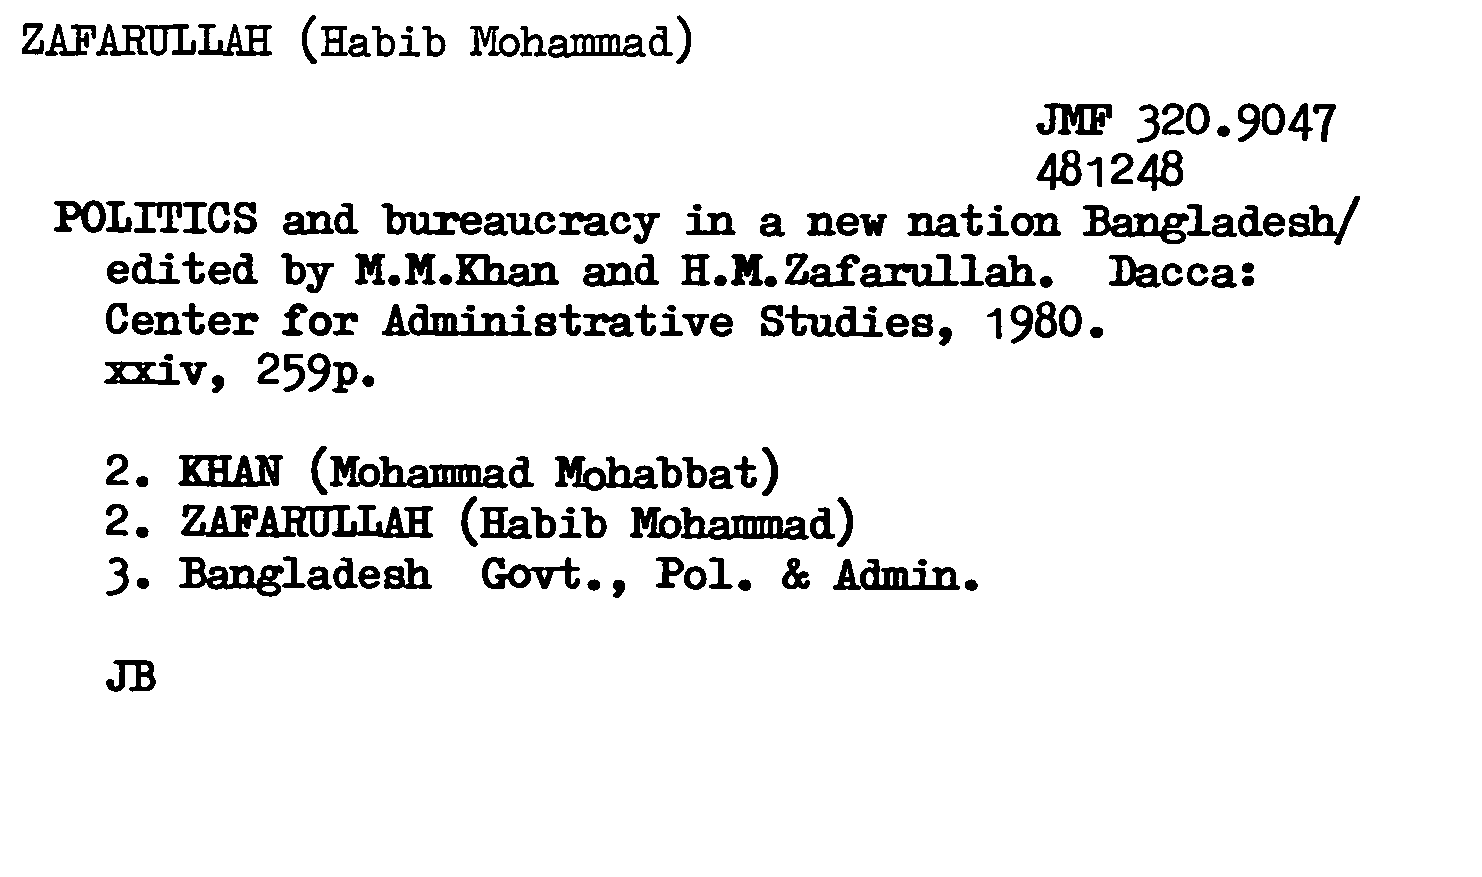 ZAFARULLAH (Habib Mohammad)
JMF 320.9047
481248
POLITICS and bureaucracy in a new nation Bangladesh/
edited by M.M.Khan and H.M.Zafarullah. Dacca:
Center for Administrative Studies, 1980.
xxiv, 259p.
2. KHAN (Mohammad Mohabbat)
2. ZAFARULLAH (Habib Mohammad)
3. Bangladesh Govt., Pol. & Admin.
JB